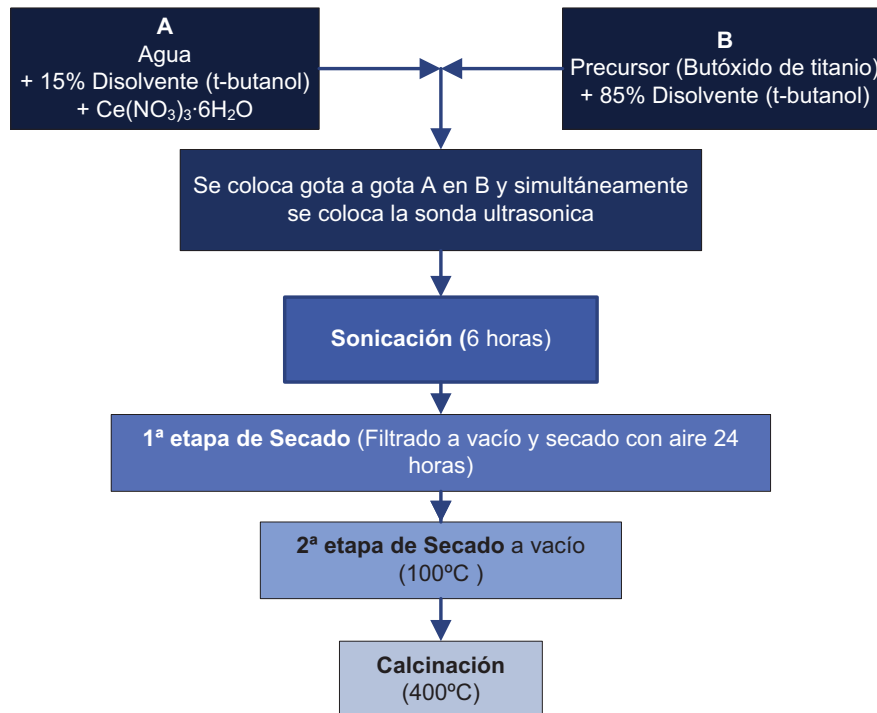 A
Agua
+ 15% Disolvente (t-butanol)
+ Ce(NO₃)₃·6H₂O
B
Precursor (Butóxido de titanio)
+ 85% Disolvente (t-butanol)
Se coloca gota a gota A en B y simultáneamente
se coloca la sonda ultrasonica
Sonicación (6 horas)
1ª etapa de Secado (Filtrado a vacío y secado con aire 24
horas)
2ª etapa de Secado a vacío
(100ºC )
Calcinación
(400ºC)